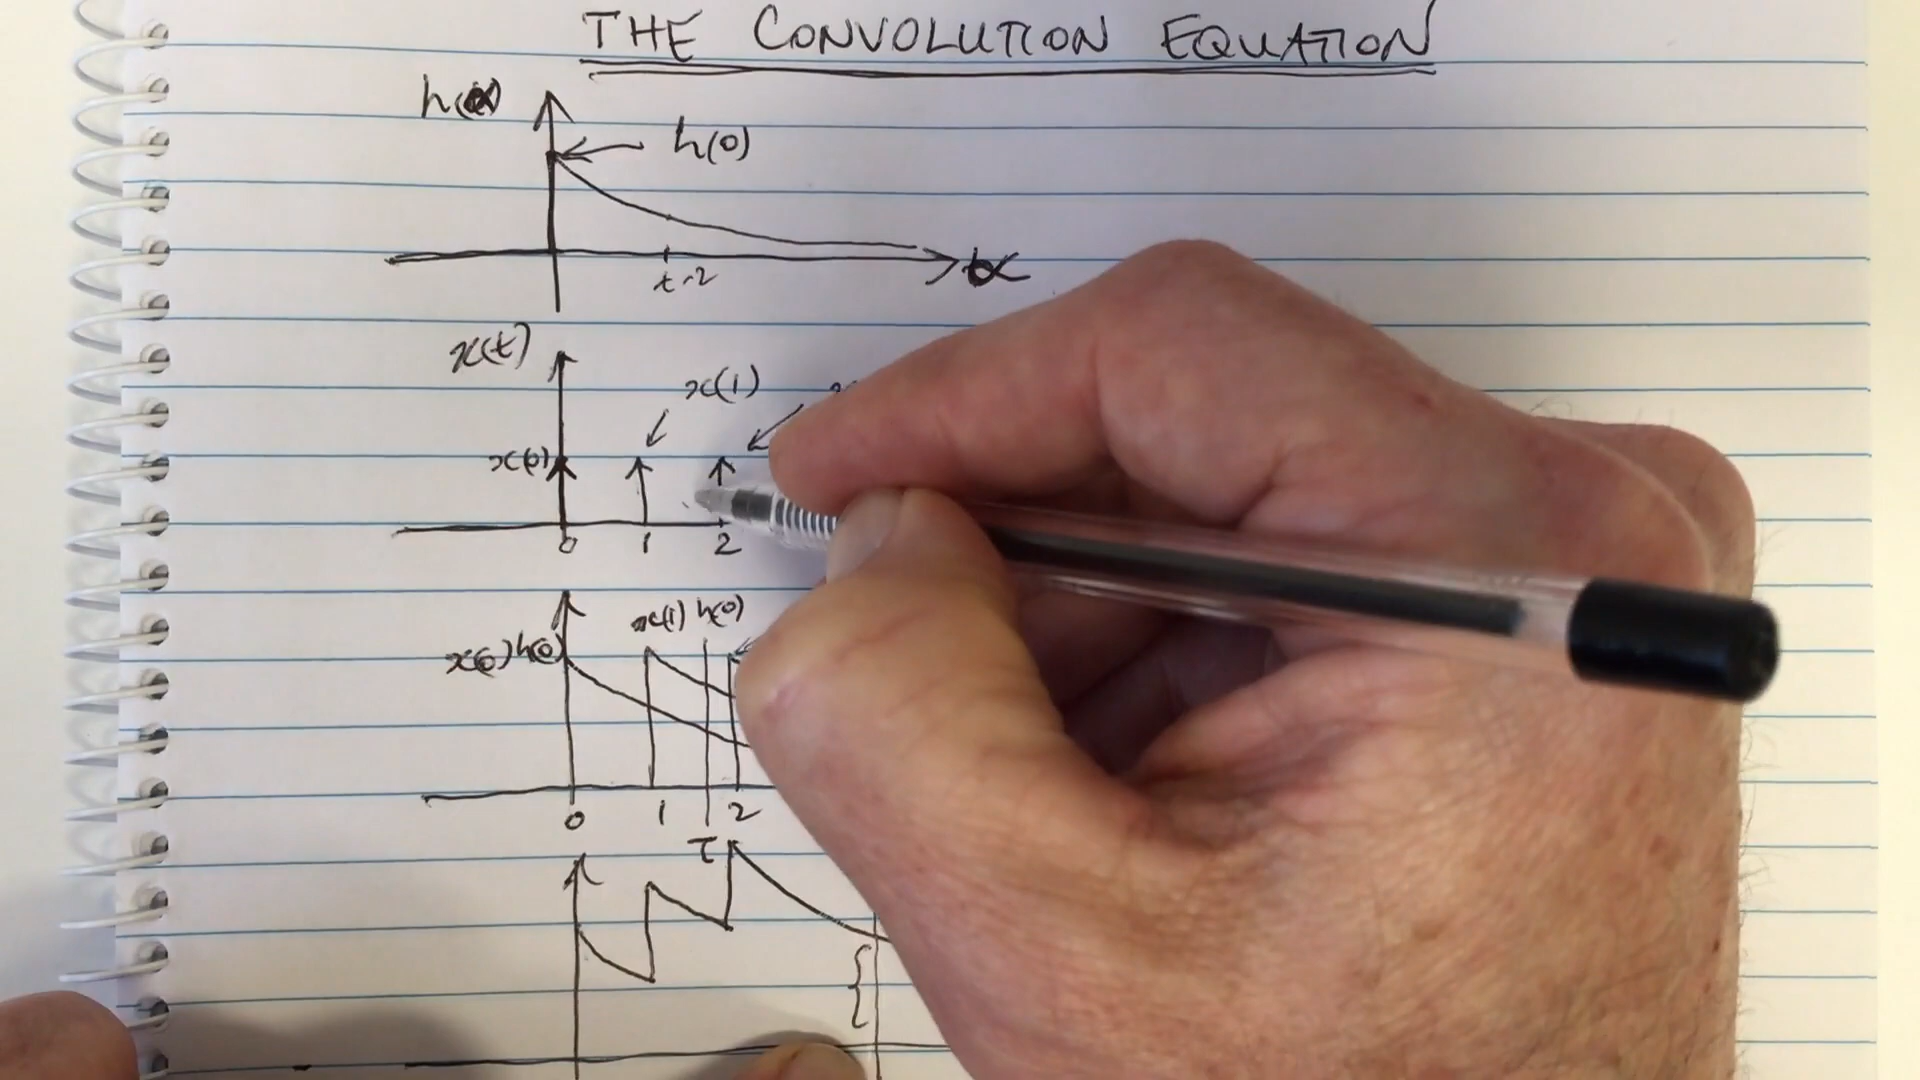 THE CONVOLUTION EQUATION
h(α)
h(0)
t-2
α
x(t)
x(1)
x(0)
0 1 2
x(1) h(0)
x(0) h(0)
0 1 2
τ